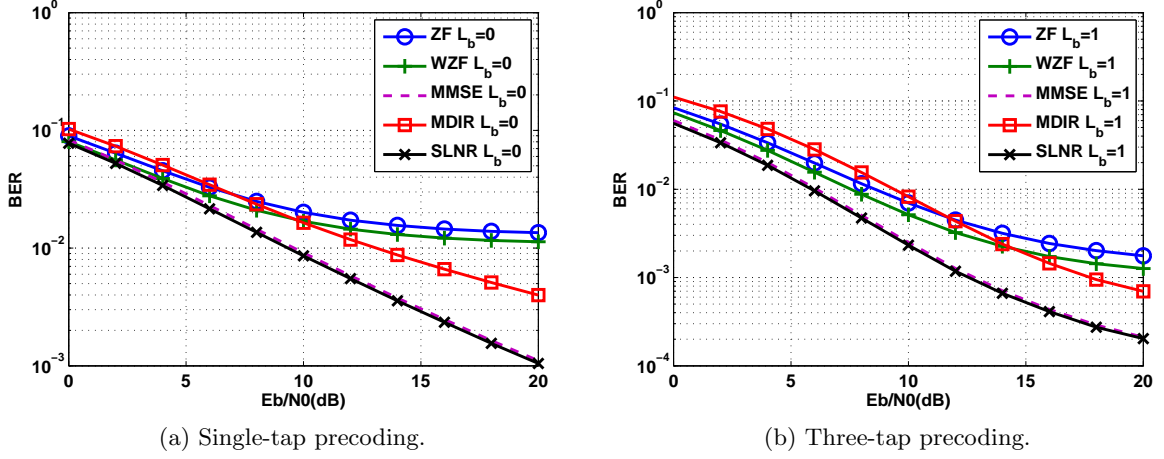 10^0
10^-1
10^-2
10^-3
BER
0
5
10
15
20
Eb/N0(dB)
ZF L_b=0
WZF L_b=0
MMSE L_b=0
MDIR L_b=0
SLNR L_b=0
(a) Single-tap precoding.
10^0
10^-1
10^-2
10^-3
10^-4
BER
0
5
10
15
20
Eb/N0(dB)
ZF L_b=1
WZF L_b=1
MMSE L_b=1
MDIR L_b=1
SLNR L_b=1
(b) Three-tap precoding.